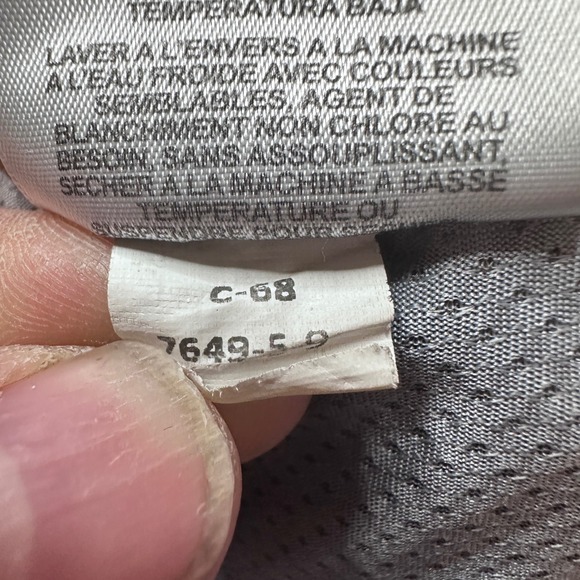 TEMPERATURA BAJA
LAVER A L'ENVERS A LA MACHINE
A L'EAU FROIDE AVEC COULEURS
SEMBLABLES. AGENT DE
BLANCHIMENT NON CHLORE AU
BESOIN. SANS ASSOUPLISSANT.
SECHER A LA MACHINE A BASSE
TEMPERATURE OU
C-68
7649-5